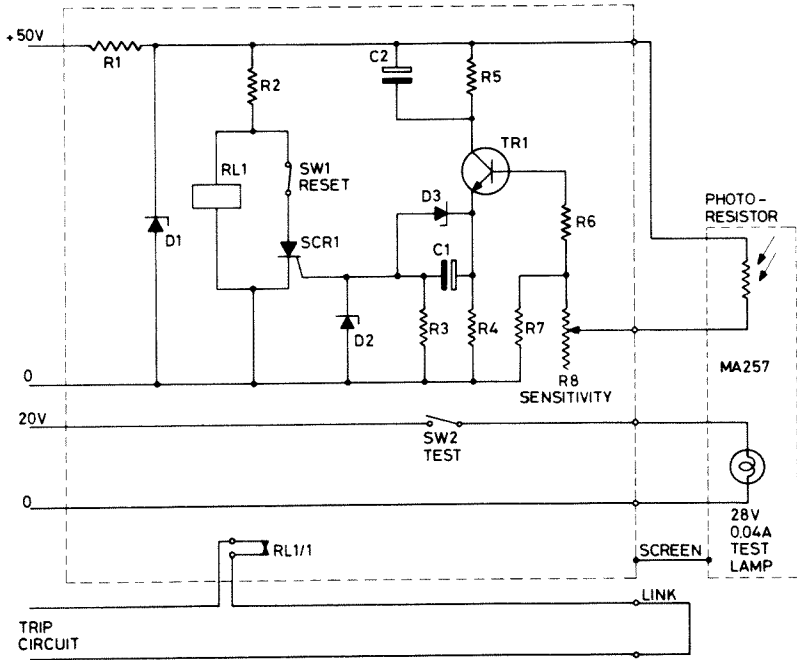 +50V
R1
R2
C2
R5
TR1
RL1
SW1
RESET
D3
R6
PHOTO-
RESISTOR
D1
SCR1
C1
D2
R3
R4
R7
R8
SENSITIVITY
MA257
0
20V
SW2
TEST
0
28V
0.04A
TEST
LAMP
RL1/1
SCREEN
LINK
TRIP
CIRCUIT